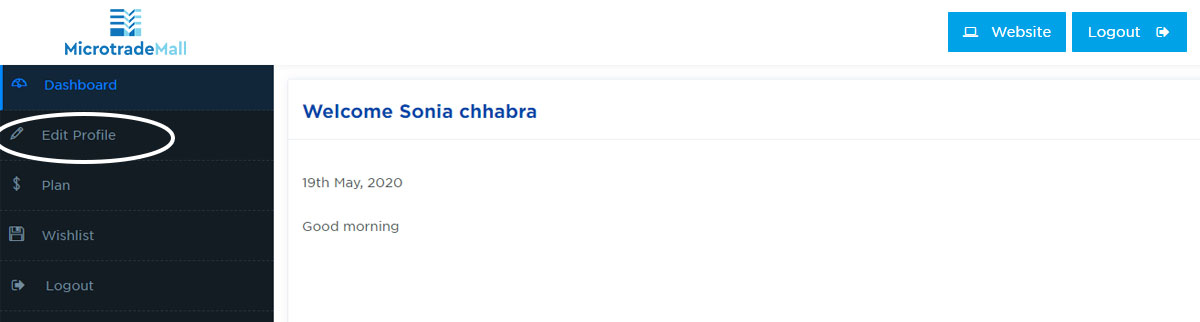 MicrotradeMall
Website
Logout
Dashboard
Edit Profile
Plan
Wishlist
Logout
Welcome Sonia chhabra
19th May, 2020
Good morning